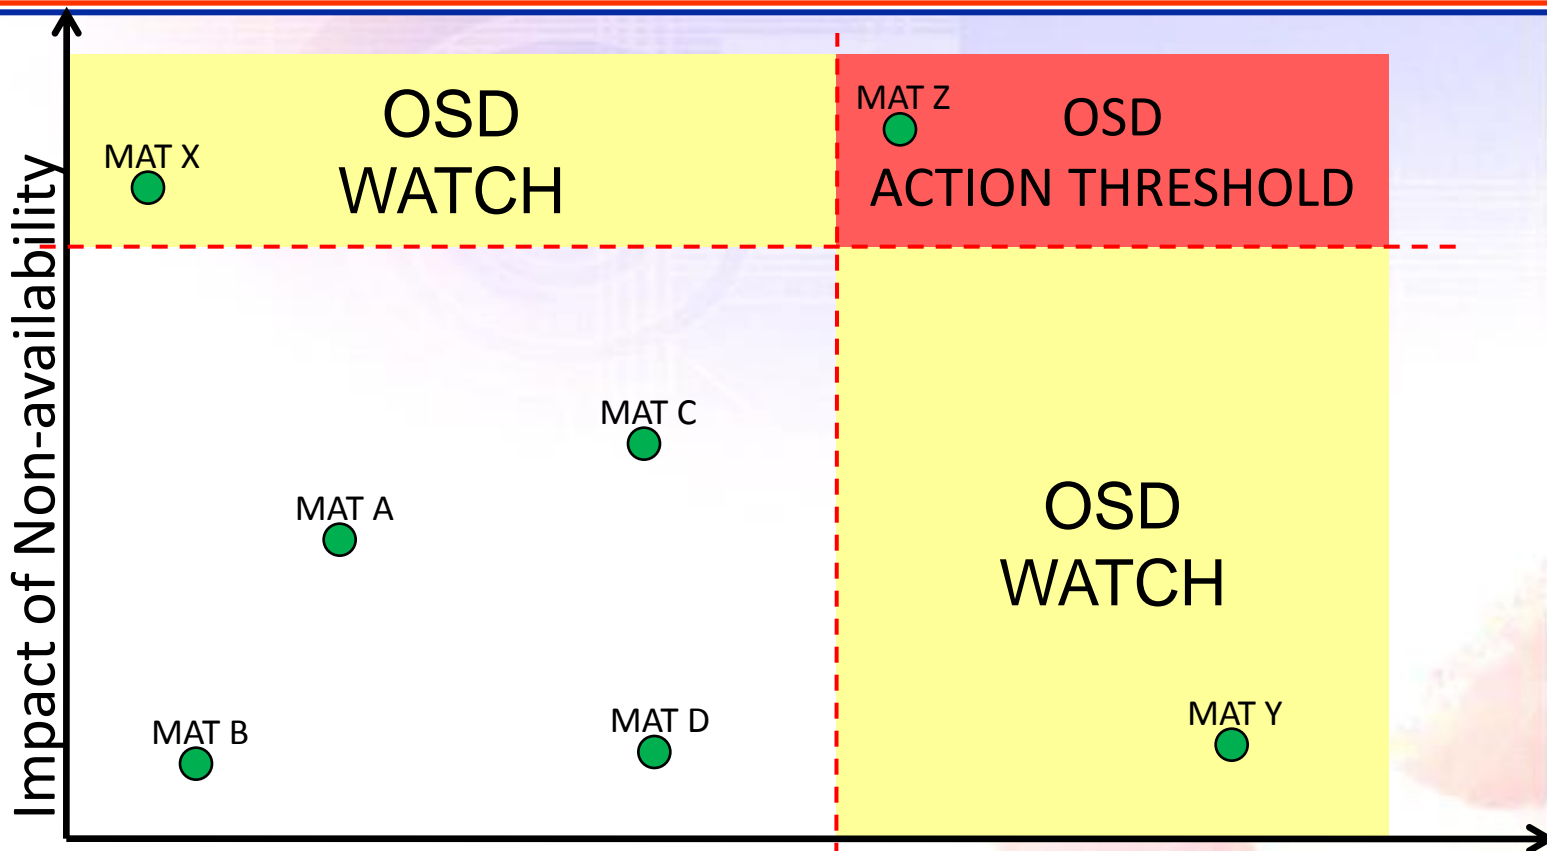 OSD
WATCH
MAT Z
OSD
ACTION THRESHOLD
MAT X
Impact of Non-availability
MAT C
MAT A
OSD
WATCH
MAT Y
MAT D
MAT B